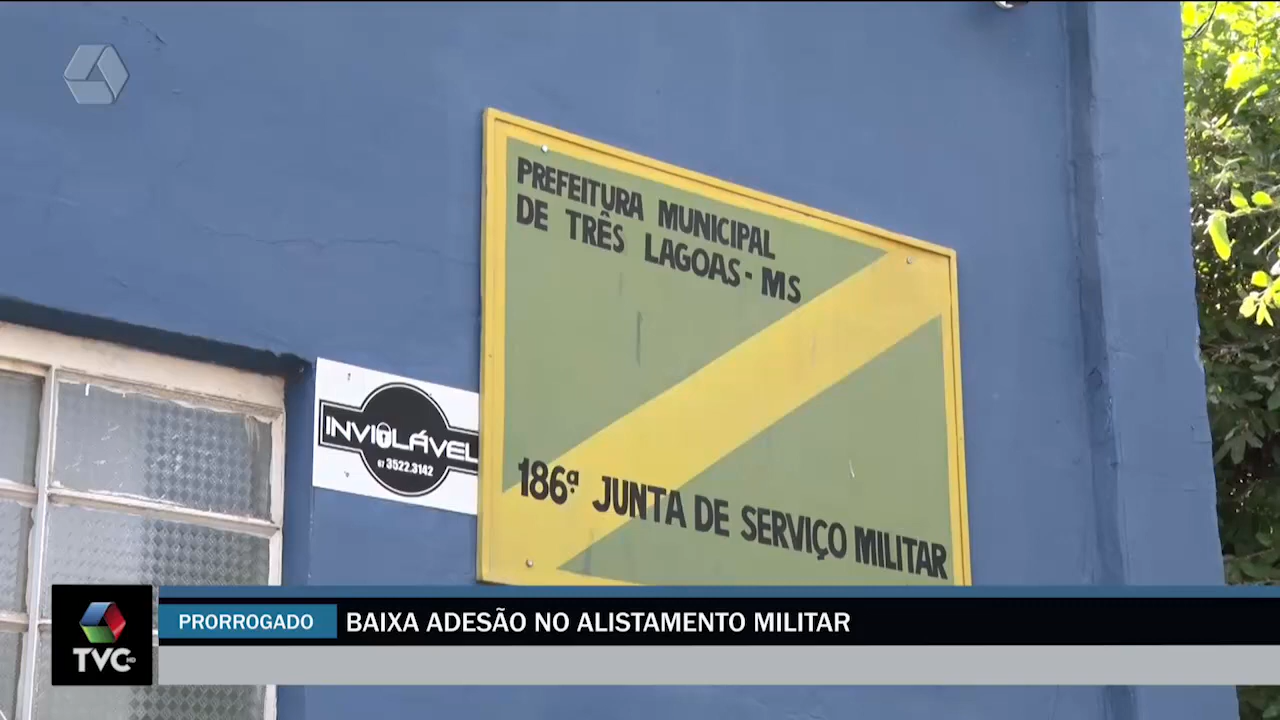 PREFEITURA MUNICIPAL
DE TRÊS LAGOAS - MS
INVIOLÁVEL
67 3522.3142
186ª JUNTA DE SERVIÇO MILITAR
PRORROGADO
BAIXA ADESÃO NO ALISTAMENTO MILITAR
TVC HD